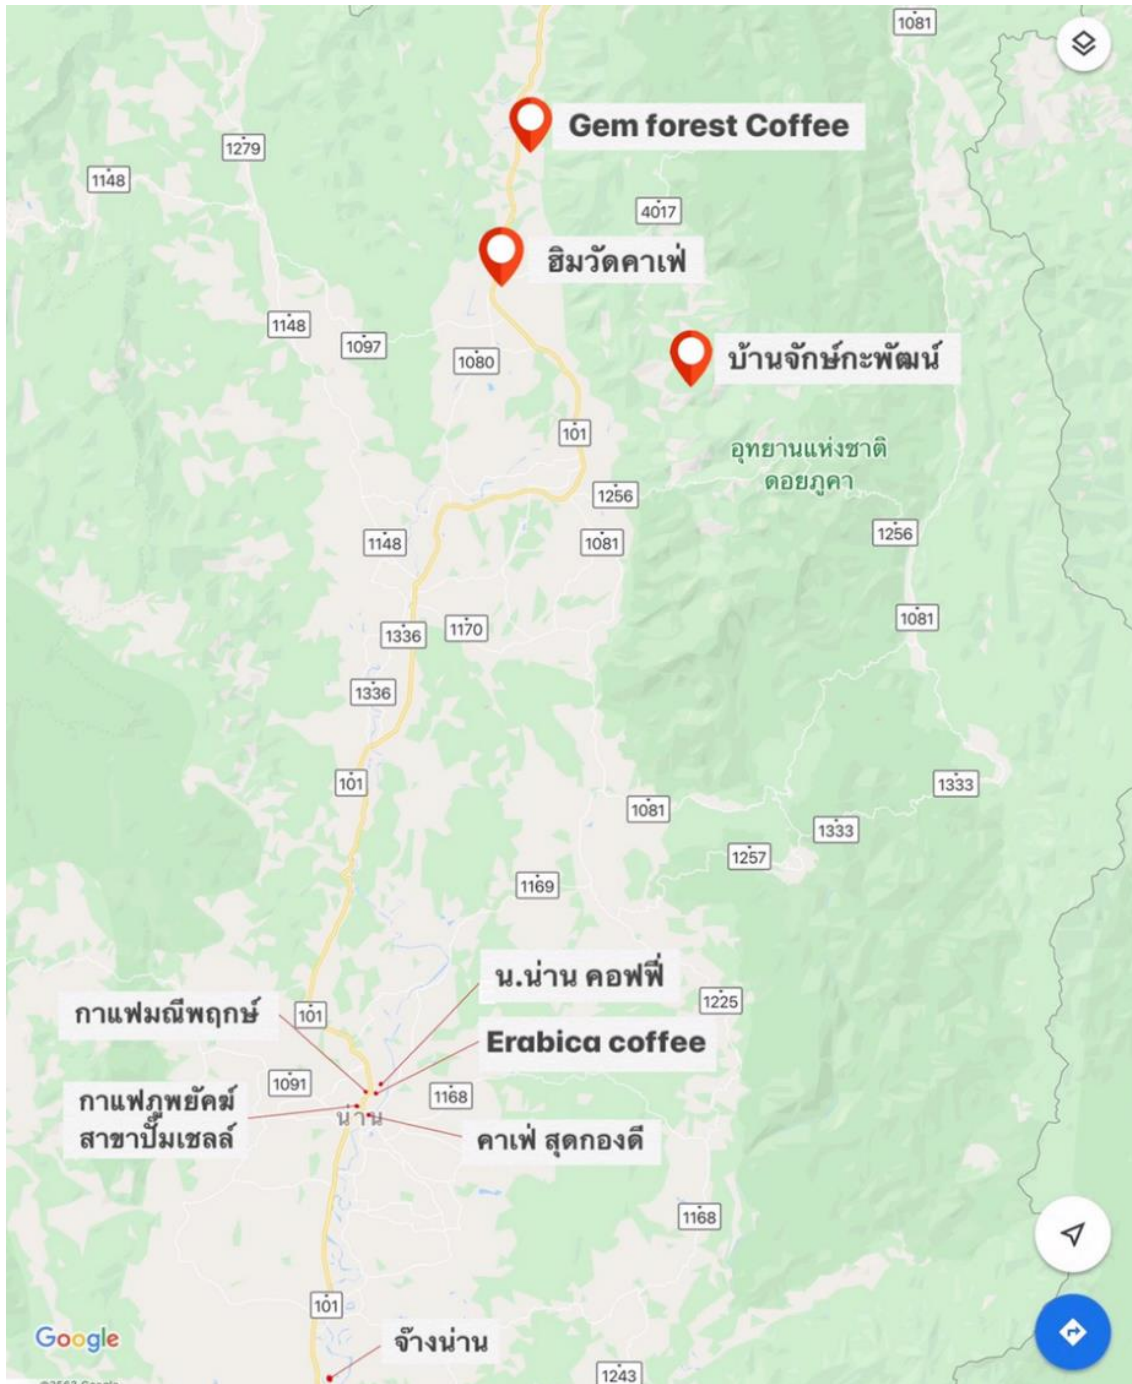 1081
Gem forest Coffee
1279
1148
4017
ฮิมวัดคาเฟ่
1148
1097
1080
บ้านจักษ์กะพัฒน์
101
อุทยานแห่งชาติ
ดอยภูคา
1256
1256
1148
1081
1081
1336
1170
1336
101
1333
1081
1333
1257
1169
น.น่าน คอฟฟี่
กาแฟมณีพฤกษ์
101
1225
Erabica coffee
1091
1168
กาแฟภูพยัคฆ์
สาขาปั๊มเชลล์
น่าน
คาเฟ่ สุดกองดี
1168
101
Google
จ๊างน่าน
1243